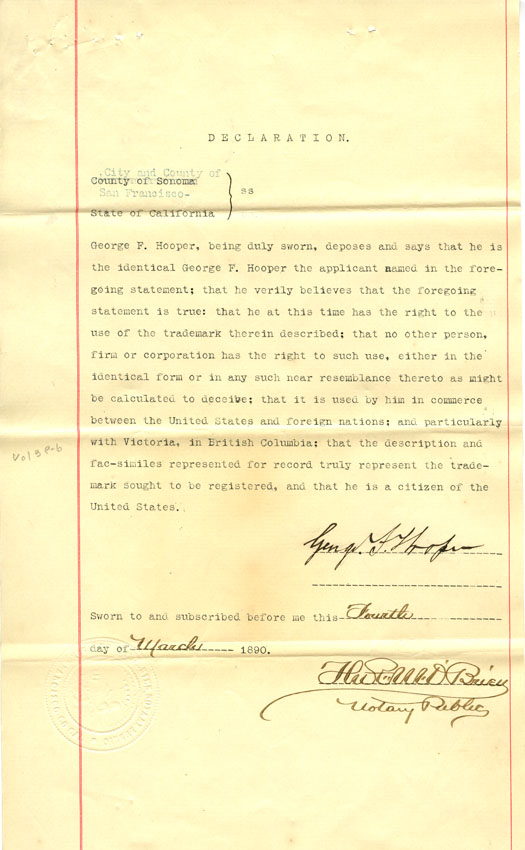 DECLARATION.
City and County of
County of Sonoma
San Francisco-
ss
State of California
George F. Hooper, being duly sworn, deposes and says that he is
the identical George F. Hooper the applicant named in the fore-
going statement; that he verily believes that the foregoing
statement is true: that he at this time has the right to the
use of the trademark therein described; that no other person,
firm or corporation has the right to such use, either in the
identical form or in any such near resemblance thereto as might
be calculated to deceive; that it is used by him in commerce
between the United States and foreign nations; and particularly
with Victoria, in British Columbia; that the description and
fac-similes represented for record truly represent the trade-
mark sought to be registered, and that he is a citizen of the
United States.
Geo. F. Hooper
Sworn to and subscribed before me this Fourth
day of March 1890.
O'Brien
Notary Public